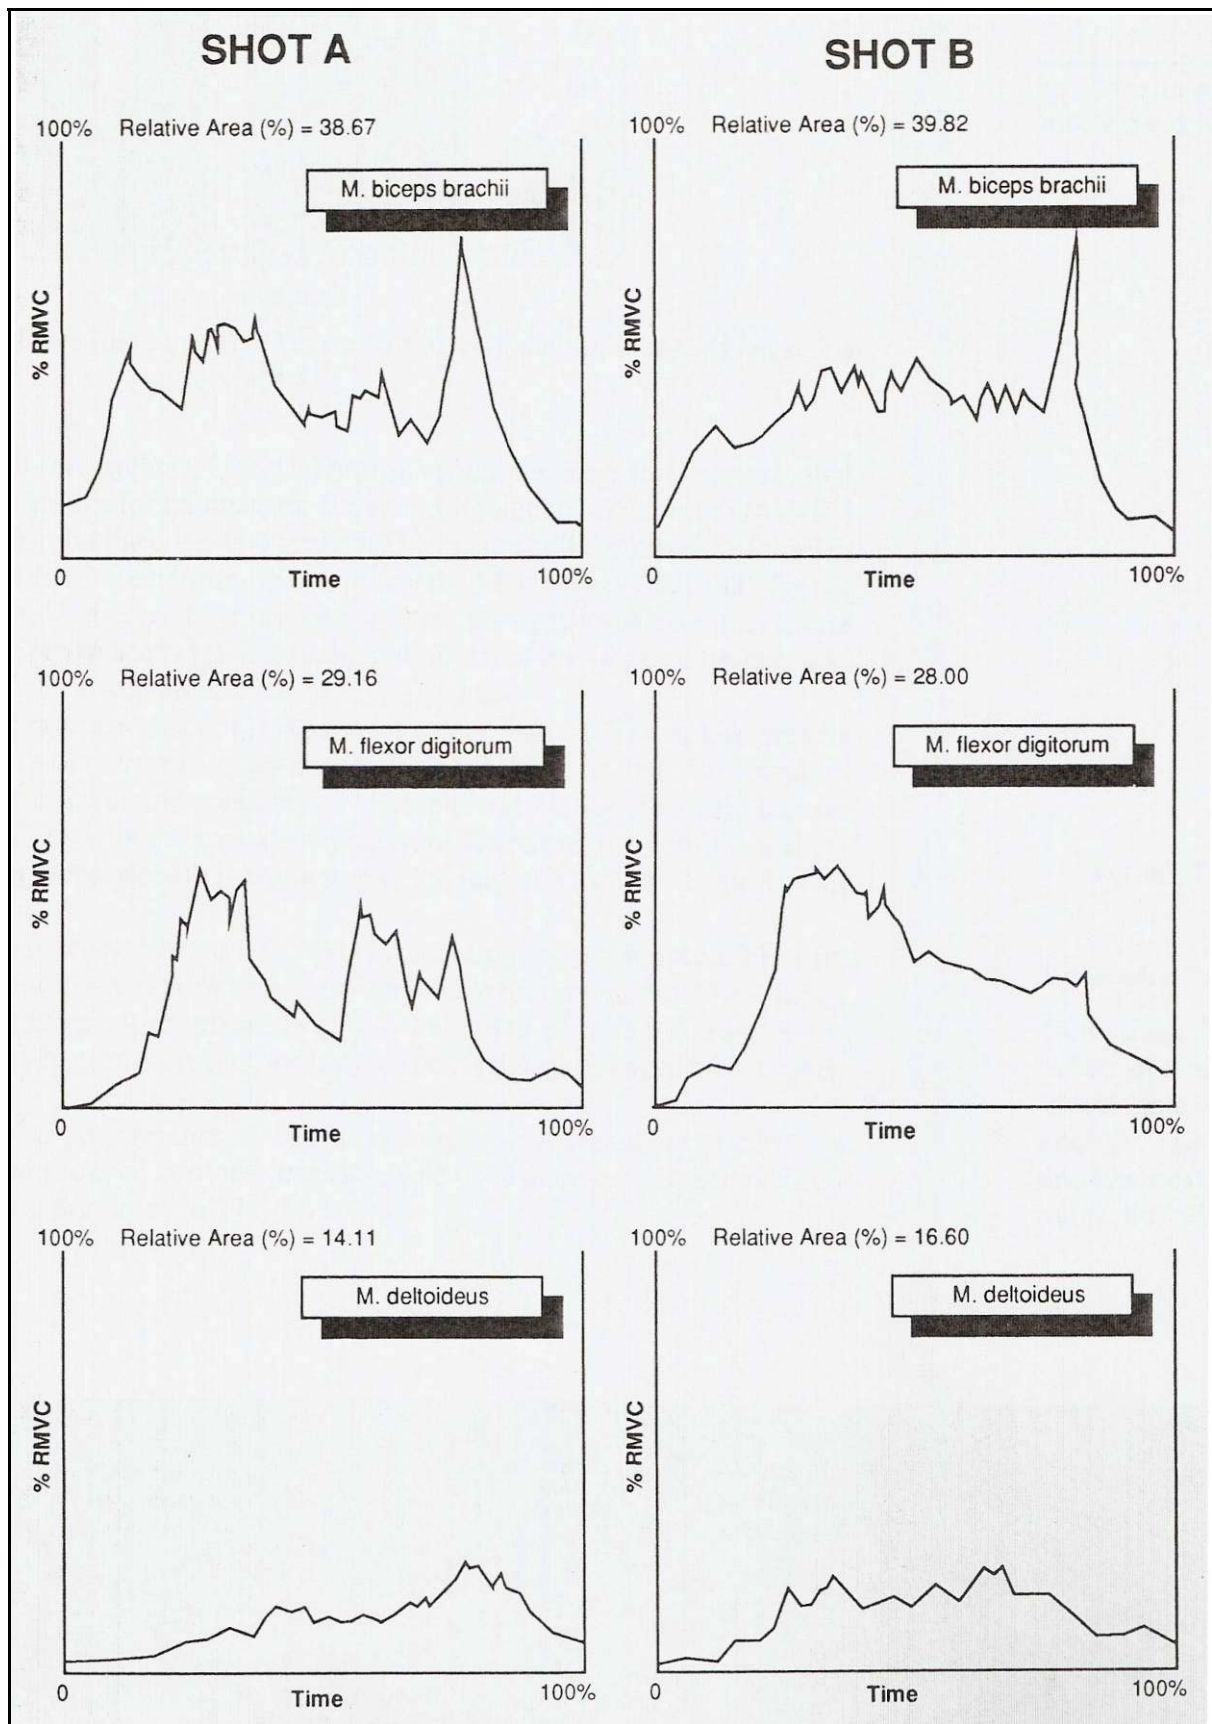 SHOT A
SHOT B
100% Relative Area (%) = 38.67
M. biceps brachii
% RMVC
0 Time 100%
100% Relative Area (%) = 39.82
M. biceps brachii
% RMVC
0 Time 100%
100% Relative Area (%) = 29.16
M. flexor digitorum
% RMVC
0 Time 100%
100% Relative Area (%) = 28.00
M. flexor digitorum
% RMVC
0 Time 100%
100% Relative Area (%) = 14.11
M. deltoideus
% RMVC
0 Time 100%
100% Relative Area (%) = 16.60
M. deltoideus
% RMVC
0 Time 100%